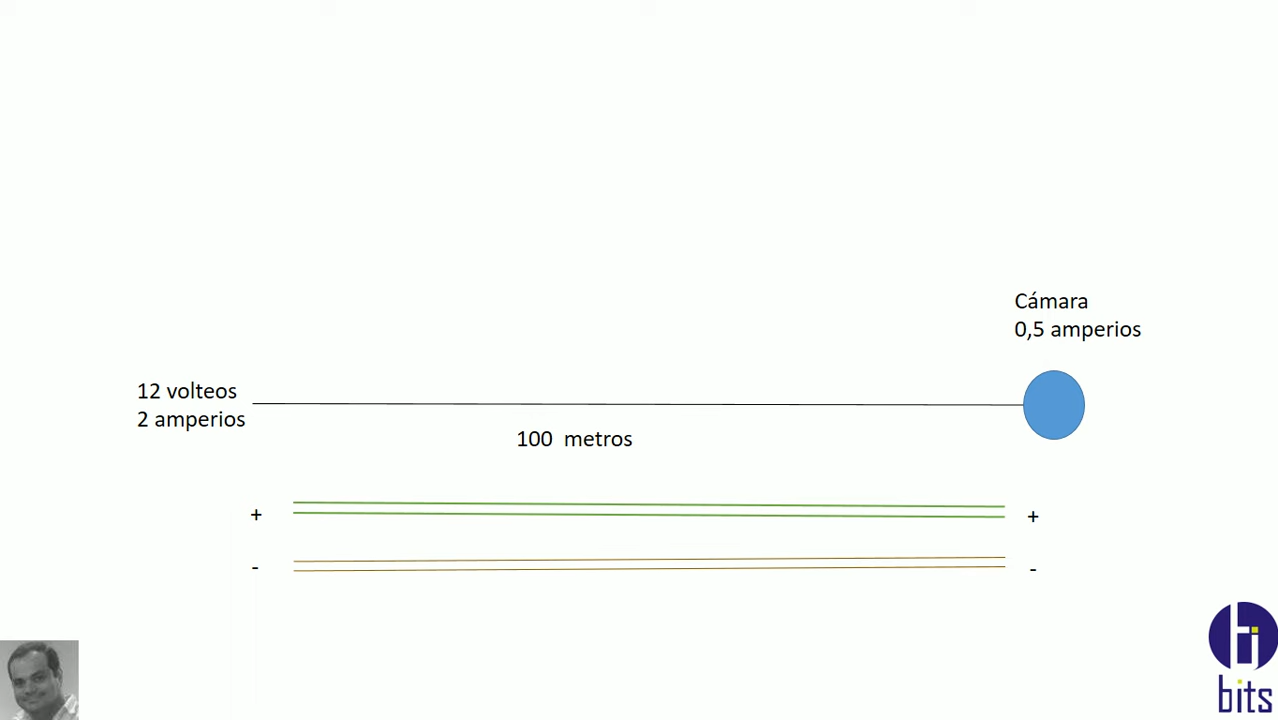 Cámara
0,5 amperios
12 volteos
2 amperios
100 metros
+ +
- -
bits